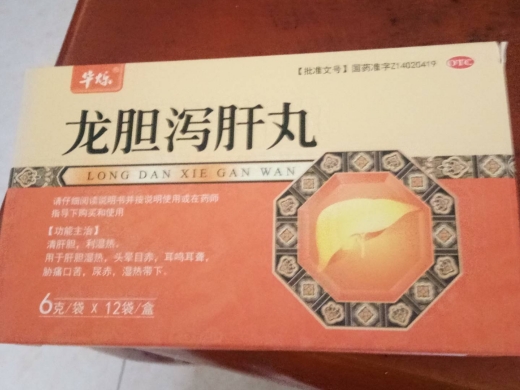 华烁
【批准文号】国药准字Z14020419
OTC
龙胆泻肝丸
LONG DAN XIE GAN WAN
请仔细阅读说明书并按说明使用或在药师
指导下购买和使用
【功能主治】
清肝胆,利湿热。
用于肝胆湿热,头晕目赤,耳鸣耳聋,
胁痛口苦,尿赤,湿热带下。
6克/袋 X 12袋/盒